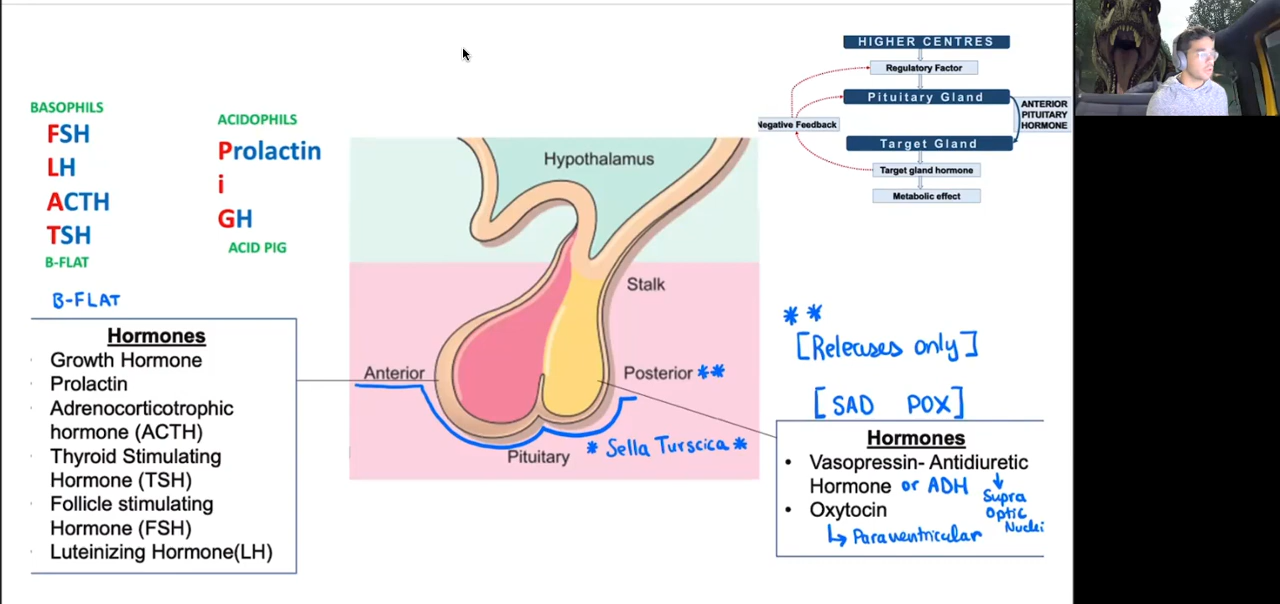 BASOPHILS
FSH
LH
ACTH
TSH
B-FLAT
B-FLAT
ACIDOPHILS
Prolactin
i
GH
ACID PIG
Hormones
Growth Hormone
Prolactin
Adrenocorticotrophic
hormone (ACTH)
Thyroid Stimulating
Hormone (TSH)
Follicle stimulating
Hormone (FSH)
Luteinizing Hormone(LH)
Hypothalamus
Stalk
Anterior
Posterior **
* Sella Turscica *
Pituitary
HIGHER CENTRES
Regulatory Factor
Pituitary Gland
ANTERIOR
PITUITARY
HORMONE
Negative Feedback
Target Gland
Target gland hormone
Metabolic effect
**
[Releases only]
[SAD POX]
Hormones
• Vasopressin- Antidiuretic
Hormone or ADH
↓
Supra
Optic
Nuclei
• Oxytocin
↳ Paraventricular